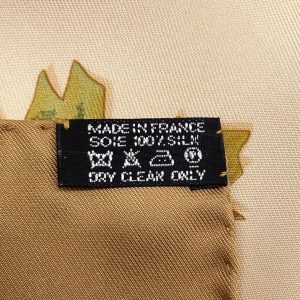 MADE IN FRANCE
SOIE 100% SILK
DRY CLEAN ONLY